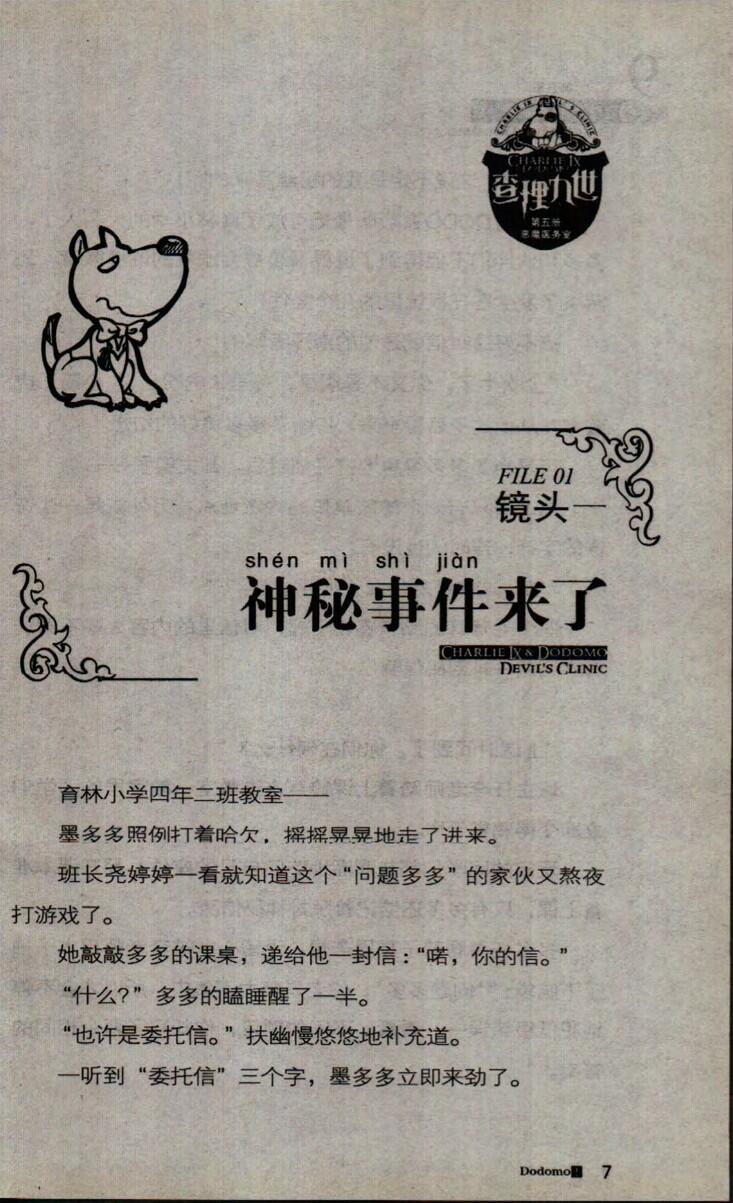 CHARLIE IX
DODOMO
查理九世
第五册
恶魔医务室
FILE 01
镜头一
shén mì shì jiàn
神秘事件来了
CHARLIE IX & DODOMO
DEVIL'S CLINIC
育林小学四年二班教室——
墨多多照例打着哈欠，摇摇晃晃地走了进来。
班长尧婷婷一看就知道这个“问题多多”的家伙又熬夜
打游戏了。
她敲敲多多的课桌，递给他一封信：“喏，你的信。”
“什么？”多多的瞌睡醒了一半。
“也许是委托信。”扶幽慢悠悠地补充道。
一听到“委托信”三个字，墨多多立即来劲了。
Dodomo! 7